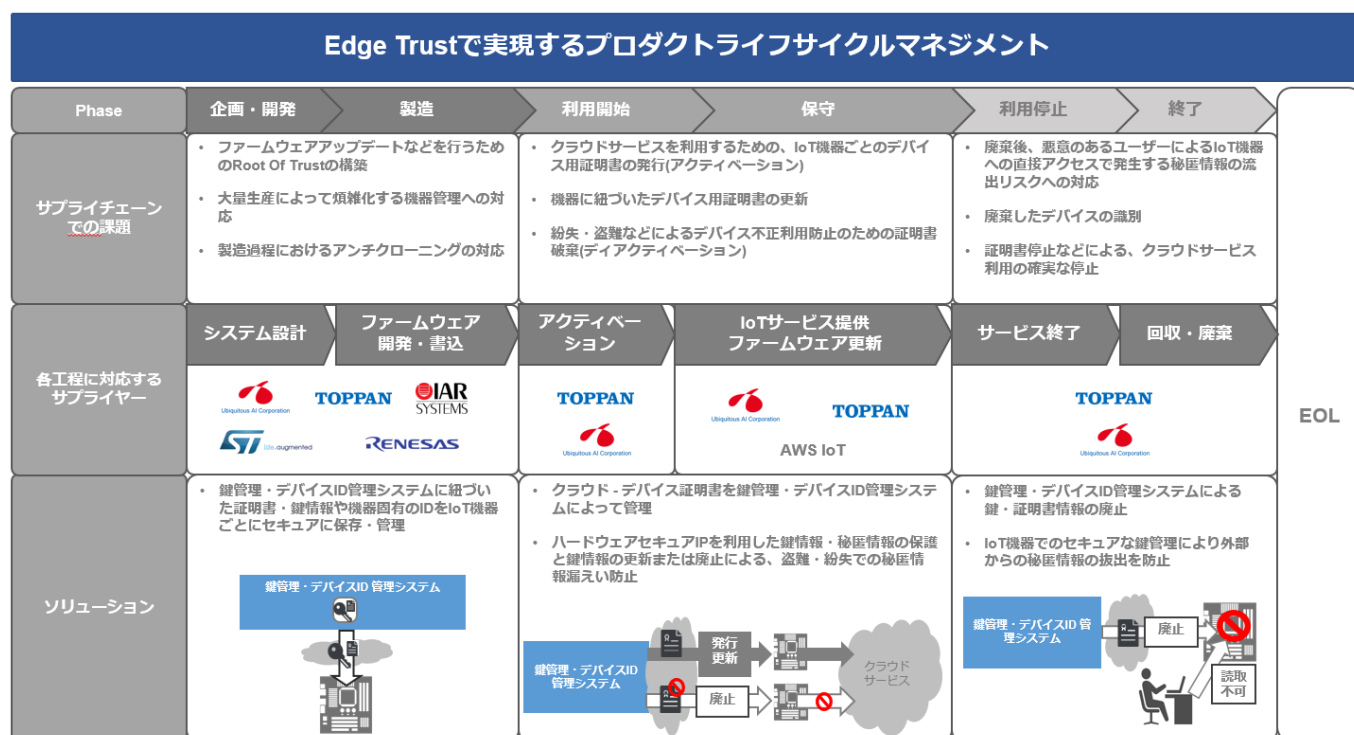 Edge Trustで実現するプロダクトライフサイクルマネジメント
Phase
企画・開発
製造
利用開始
保守
利用停止
終了
サプライチェーン
での課題
• ファームウェアアップデートなどを行うため
のRoot Of Trustの構築
• 大量生産によって煩雑化する機器管理への対
応
• 製造過程におけるアンチクローニングの対応
• クラウドサービスを利用するための、IoT機器ごとのデバイ
ス用証明書の発行(アクティベーション)
• 機器に紐づいたデバイス用証明書の更新
• 紛失・盗難などによるデバイス不正利用防止のための証明書
破棄(ディアクティベーション)
• 廃棄後、悪意のあるユーザーによるIoT機器
への直接アクセスで発生する秘匿情報の流
出リスクへの対応
• 廃棄したデバイスの識別
• 証明書停止などによる、クラウドサービス
利用の確実な停止
各工程に対応する
サプライヤー
システム設計
ファームウェア
開発・書込
アクティベー
ション
IoTサービス提供
ファームウェア更新
サービス終了
回収・廃棄
Ubiquitous AI Corporation
TOPPAN
IAR
SYSTEMS
ST life.augmented
RENESAS
TOPPAN
Ubiquitous AI Corporation
Ubiquitous AI Corporation
TOPPAN
AWS IoT
TOPPAN
Ubiquitous AI Corporation
EOL
ソリューション
• 鍵管理・デバイスID管理システムに紐づい
た証明書・鍵情報や機器固有のIDをIoT機器
ごとにセキュアに保存・管理
鍵管理・デバイスID 管理システム
• クラウド - デバイス証明書を鍵管理・デバイスID管理システ
ムによって管理
• ハードウェアセキュアIPを利用した鍵情報・秘匿情報の保護
と鍵情報の更新または廃止による、盗難・紛失での秘匿情
報漏えい防止
鍵管理・デバイスID
管理システム
発行
更新
廃止
クラウド
サービス
• 鍵管理・デバイスID管理システムによる
鍵・証明書情報の廃止
• IoT機器でのセキュアな鍵管理により外部
からの秘匿情報の抜出を防止
鍵管理・デバイスID 管
理システム
廃止
読取
不可